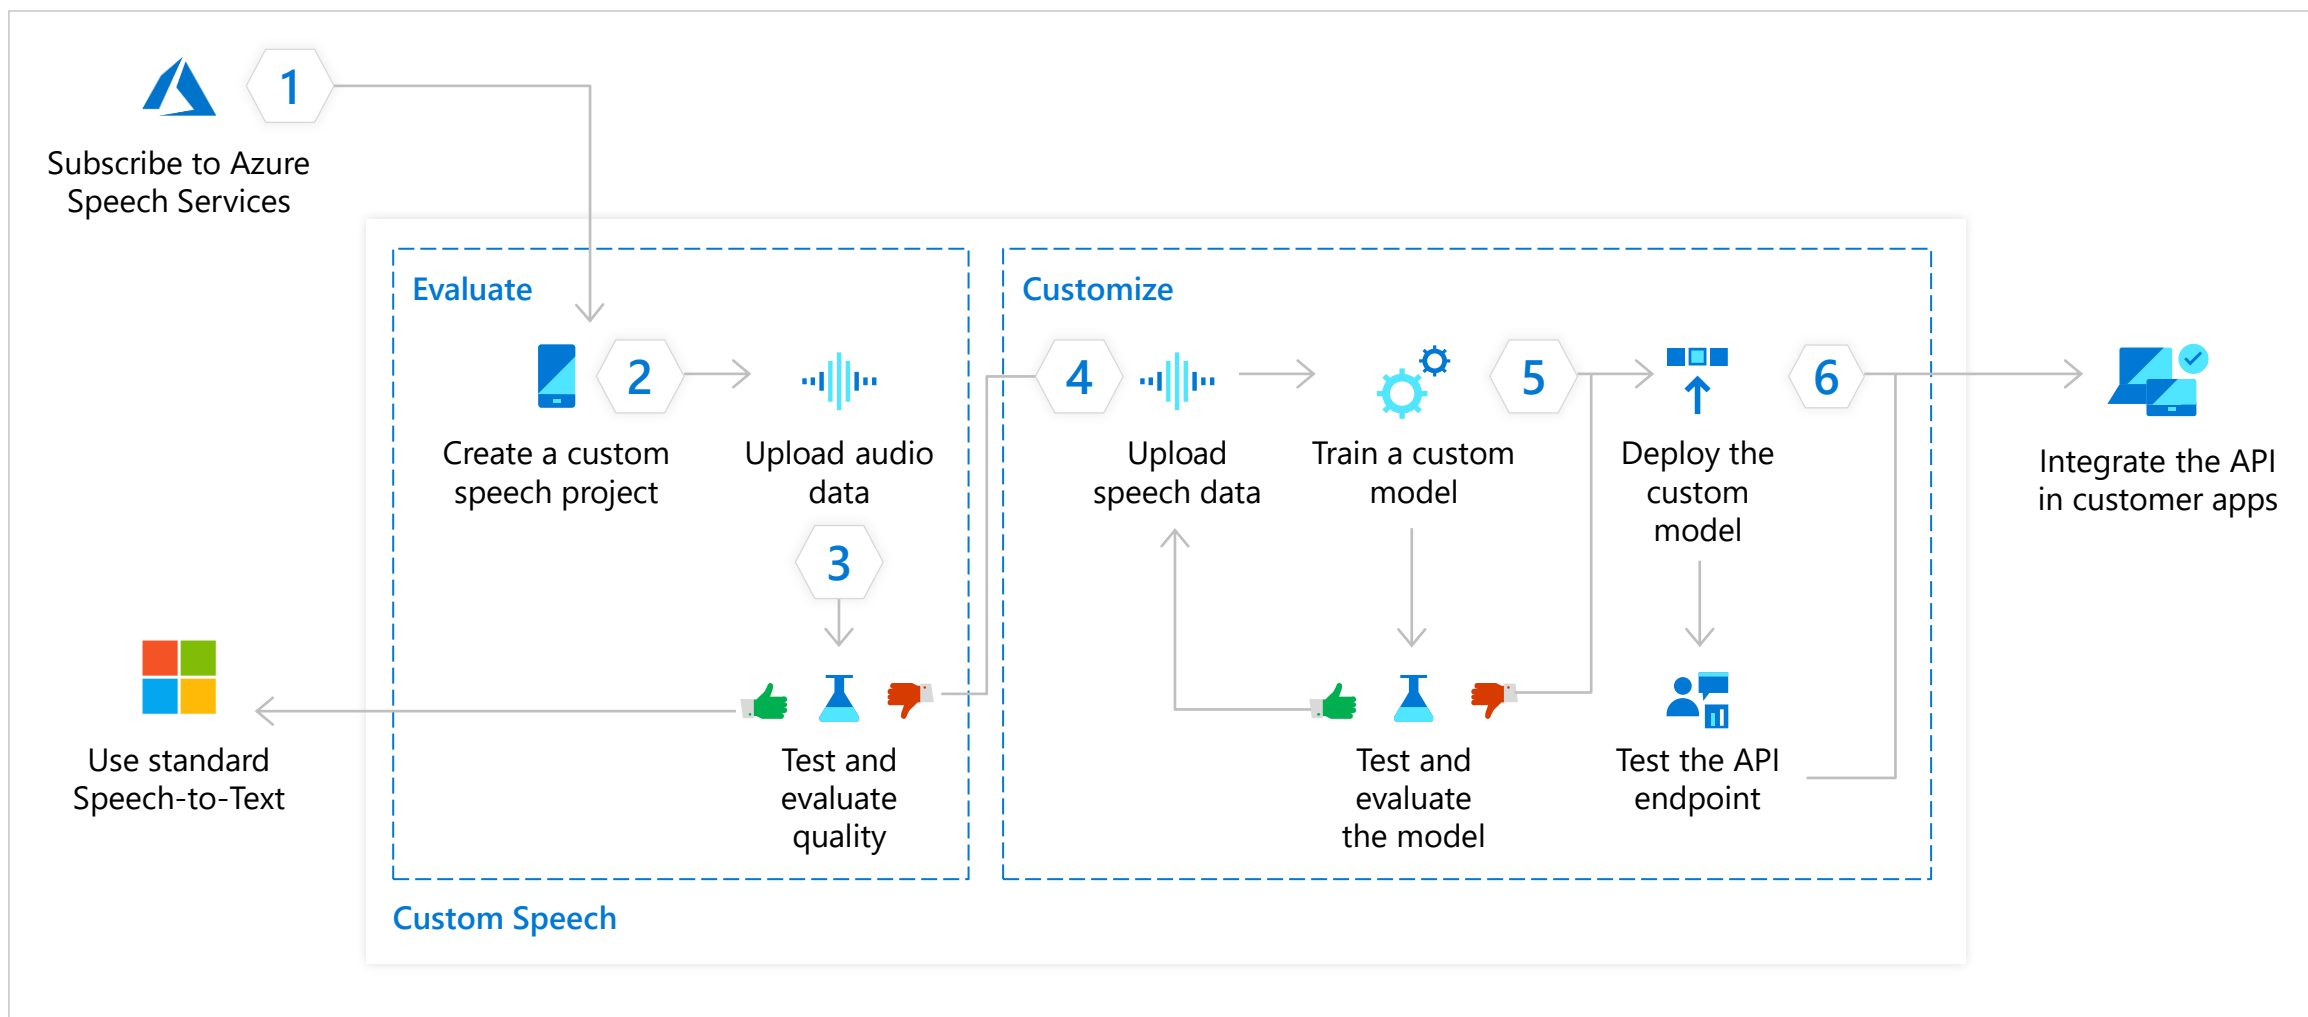 1
Subscribe to Azure
Speech Services
Evaluate
2
Create a custom
speech project
Upload audio
data
3
Test and
evaluate
quality
Use standard
Speech-to-Text
Customize
4
Upload
speech data
Train a custom
model
5
Test and
evaluate
the model
Deploy the
custom
model
6
Test the API
endpoint
Integrate the API
in customer apps
Custom Speech